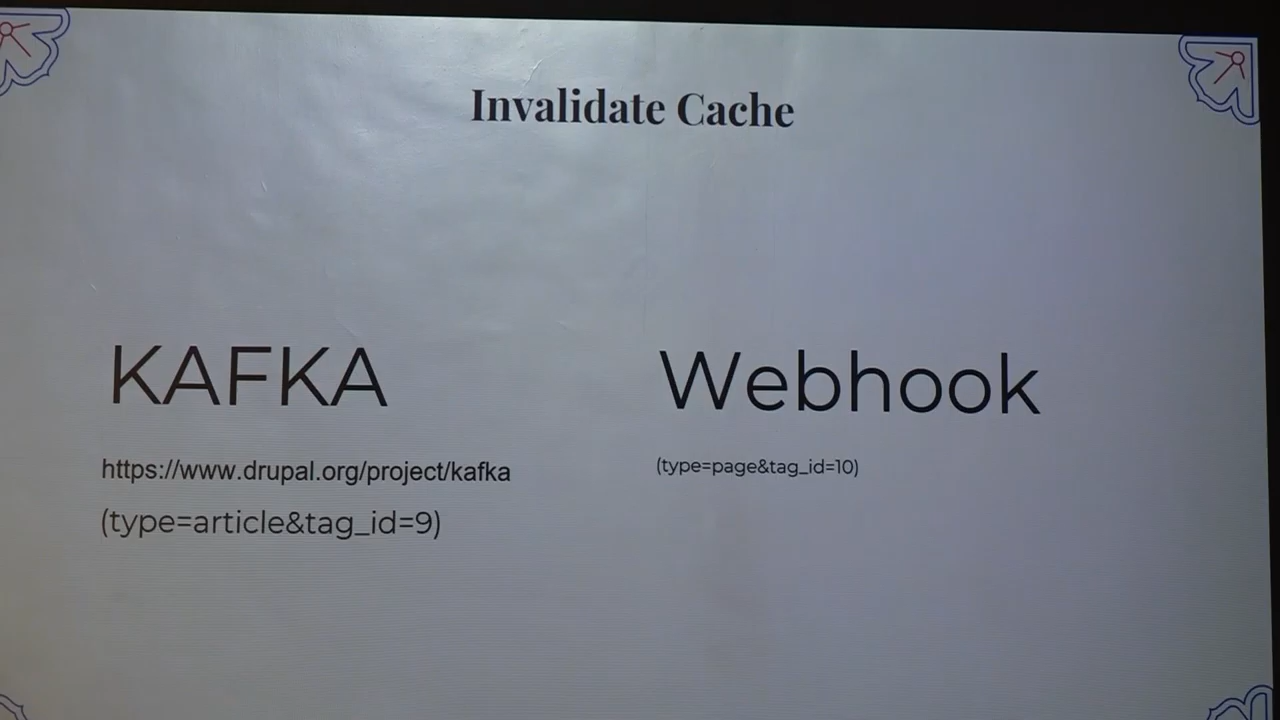 Invalidate Cache
KAFKA
https://www.drupal.org/project/kafka
(type=article&tag_id=9)
Webhook
(type=page&tag_id=10)